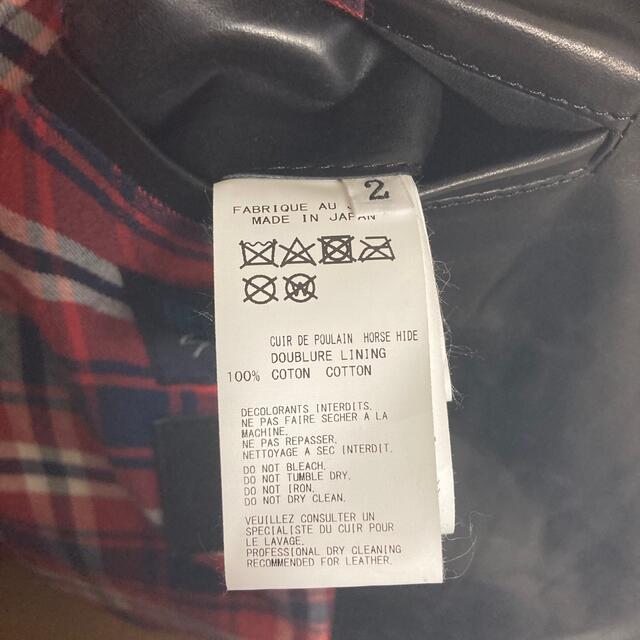 2
FABRIQUE AU
MADE IN JAPAN
W
CUIR DE POULAIN HORSE HIDE
DOUBLURE LINING
100% COTON COTTON
DECOLORANTS INTERDITS.
NE PAS FAIRE SECHER A LA
MACHINE.
NE PAS REPASSER.
NETTOYAGE A SEC INTERDIT.
DO NOT BLEACH.
DO NOT TUMBLE DRY.
DO NOT IRON.
DO NOT DRY CLEAN.
VEUILLEZ CONSULTER UN
SPECIALISTE DU CUIR POUR
LE LAVAGE.
PROFESSIONAL DRY CLEANING
RECOMMENDED FOR LEATHER.